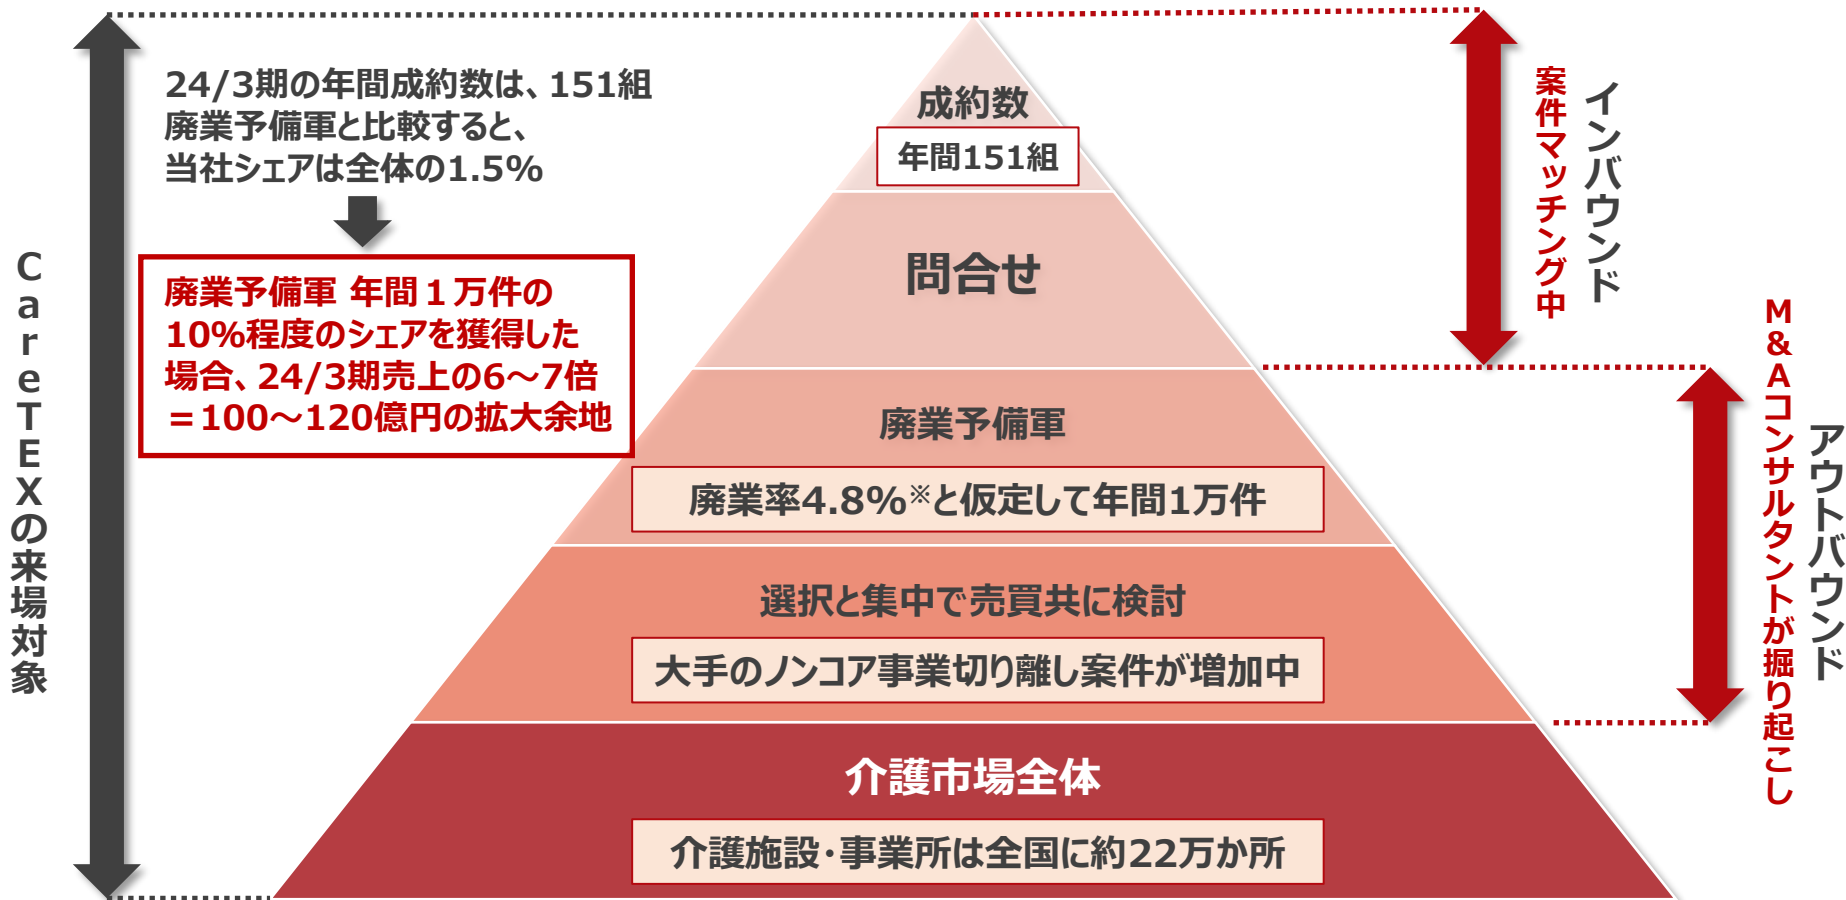 24/3期の年間成約数は、151組
廃業予備軍と比較すると、
当社シェアは全体の1.5%
廃業予備軍 年間１万件の
10%程度のシェアを獲得した
場合、24/3期売上の6～7倍
＝100～120億円の拡大余地
CareTEXの来場対象
成約数
年間151組
問合せ
廃業予備軍
廃業率4.8%※と仮定して年間1万件
選択と集中で売買共に検討
大手のノンコア事業切り離し案件が増加中
介護市場全体
介護施設・事業所は全国に約22万か所
インバウンド
案件マッチング中
アウトバウンド
M&Aコンサルタントが掘り起こし